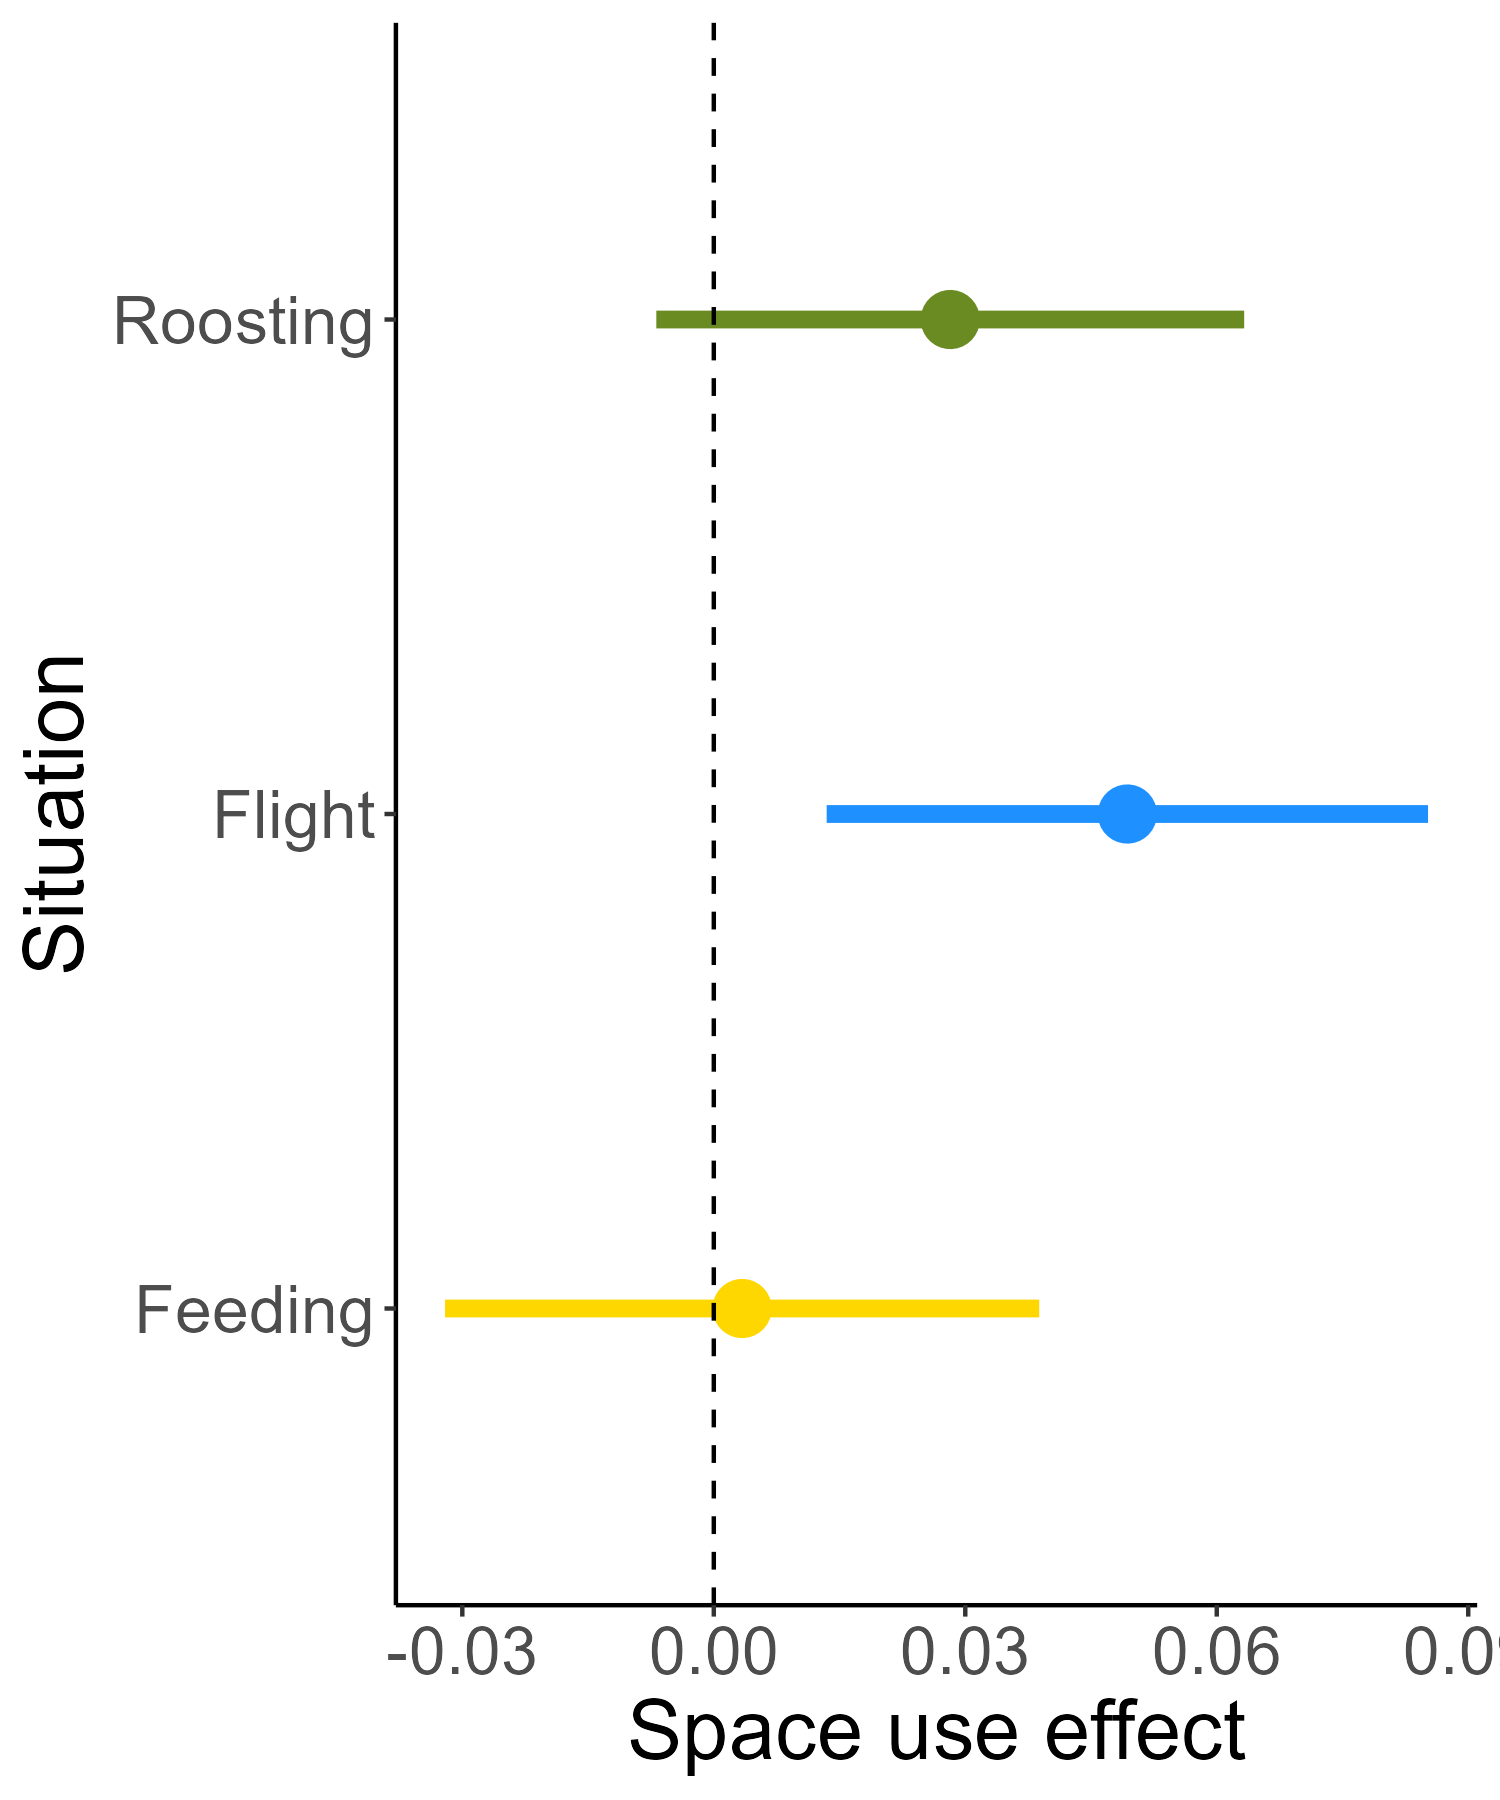 Situation
Roosting
Flight
Feeding
-0.03 0.00 0.03 0.06
Space use effect